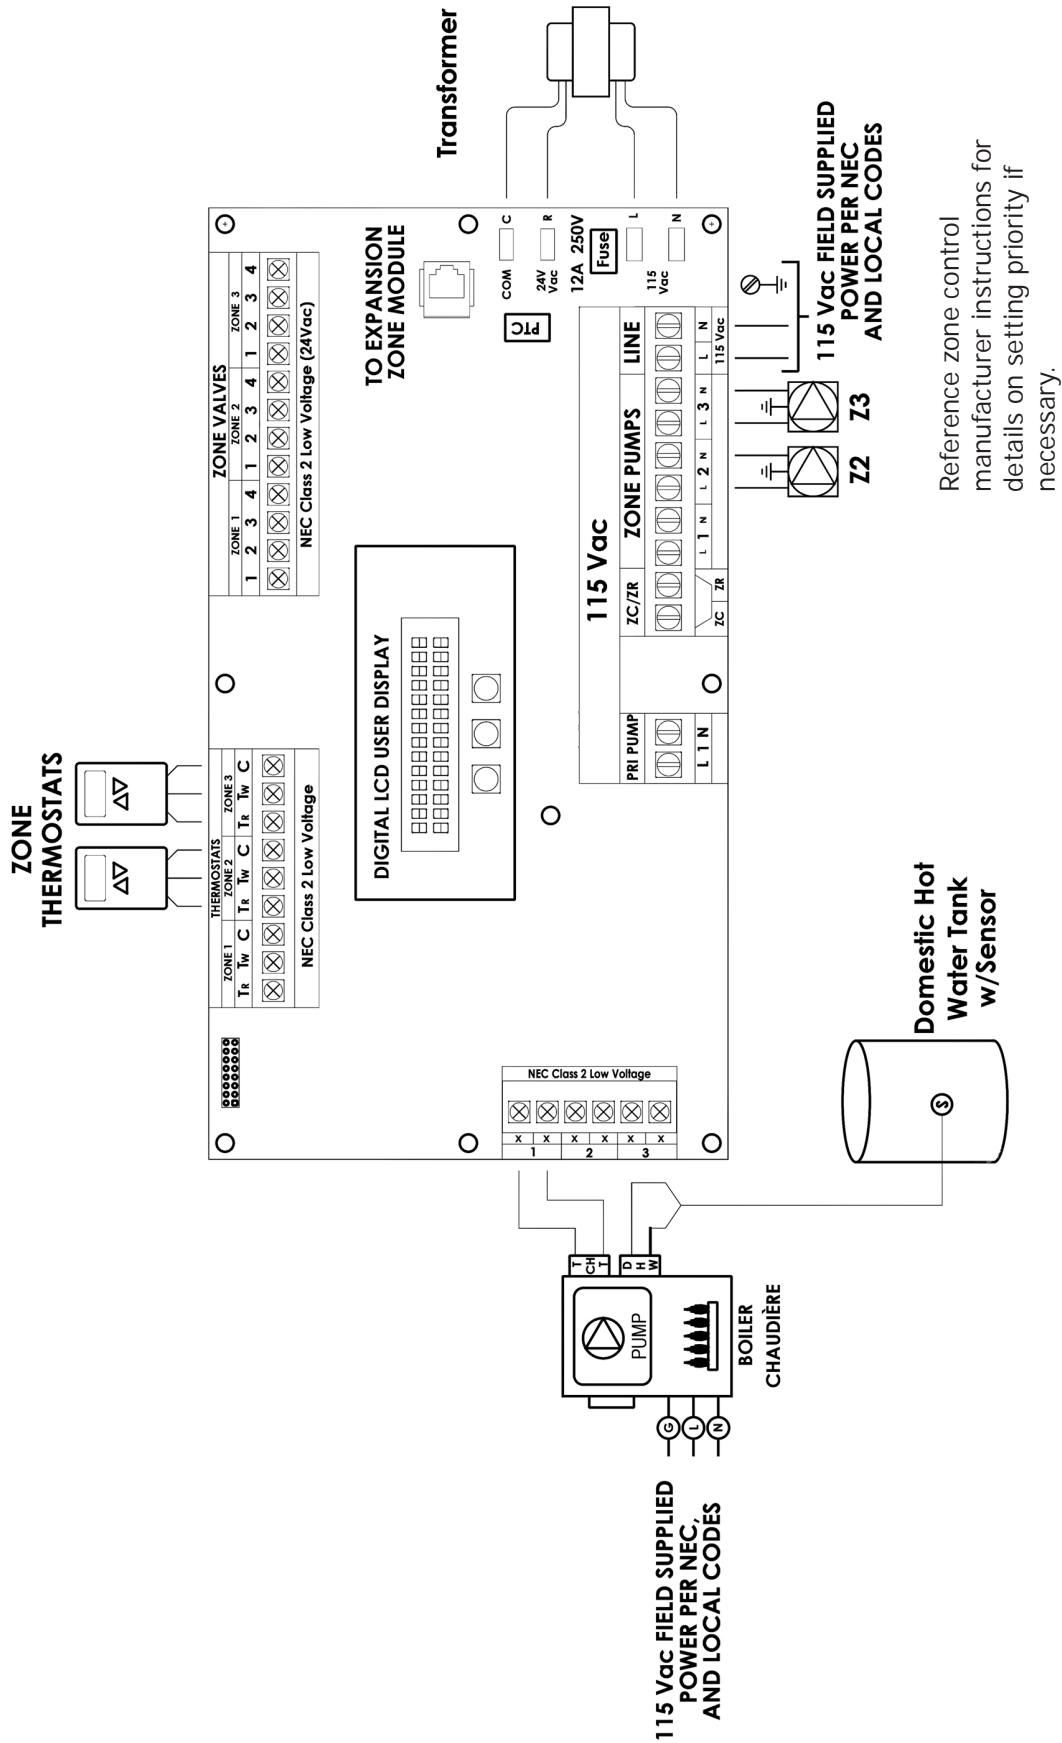 ZONE
THERMOSTATS
THERMOSTATS
ZONE 1 ZONE 2 ZONE 3
TR TW C TR TW C TR TW C
NEC Class 2 Low Voltage
ZONE VALVES
ZONE 1 ZONE 2 ZONE 3
1 2 3 4 1 2 3 4 1 2 3 4
NEC Class 2 Low Voltage (24Vac)
DIGITAL LCD USER DISPLAY
TO EXPANSION
ZONE MODULE
Transformer
COM C
24V
Vac
R
PTC
12A 250V
Fuse
L
115
Vac
N
NEC Class 2 Low Voltage
X X X X X X
1 2 3
115 Vac
PRI PUMP
L 1 N
ZC/ZR
ZC ZR
ZONE PUMPS
L 1 N L 2 N L 3 N
LINE
L N
115 Vac
T
CH
T
D
H
W
PUMP
BOILER
CHAUDIÈRE
G
L
N
115 Vac FIELD SUPPLIED
POWER PER NEC,
AND LOCAL CODES
S
Domestic Hot
Water Tank
w/Sensor
Z2
Z3
115 Vac FIELD SUPPLIED
POWER PER NEC
AND LOCAL CODES
Reference zone control
manufacturer instructions for
details on setting priority if
necessary.